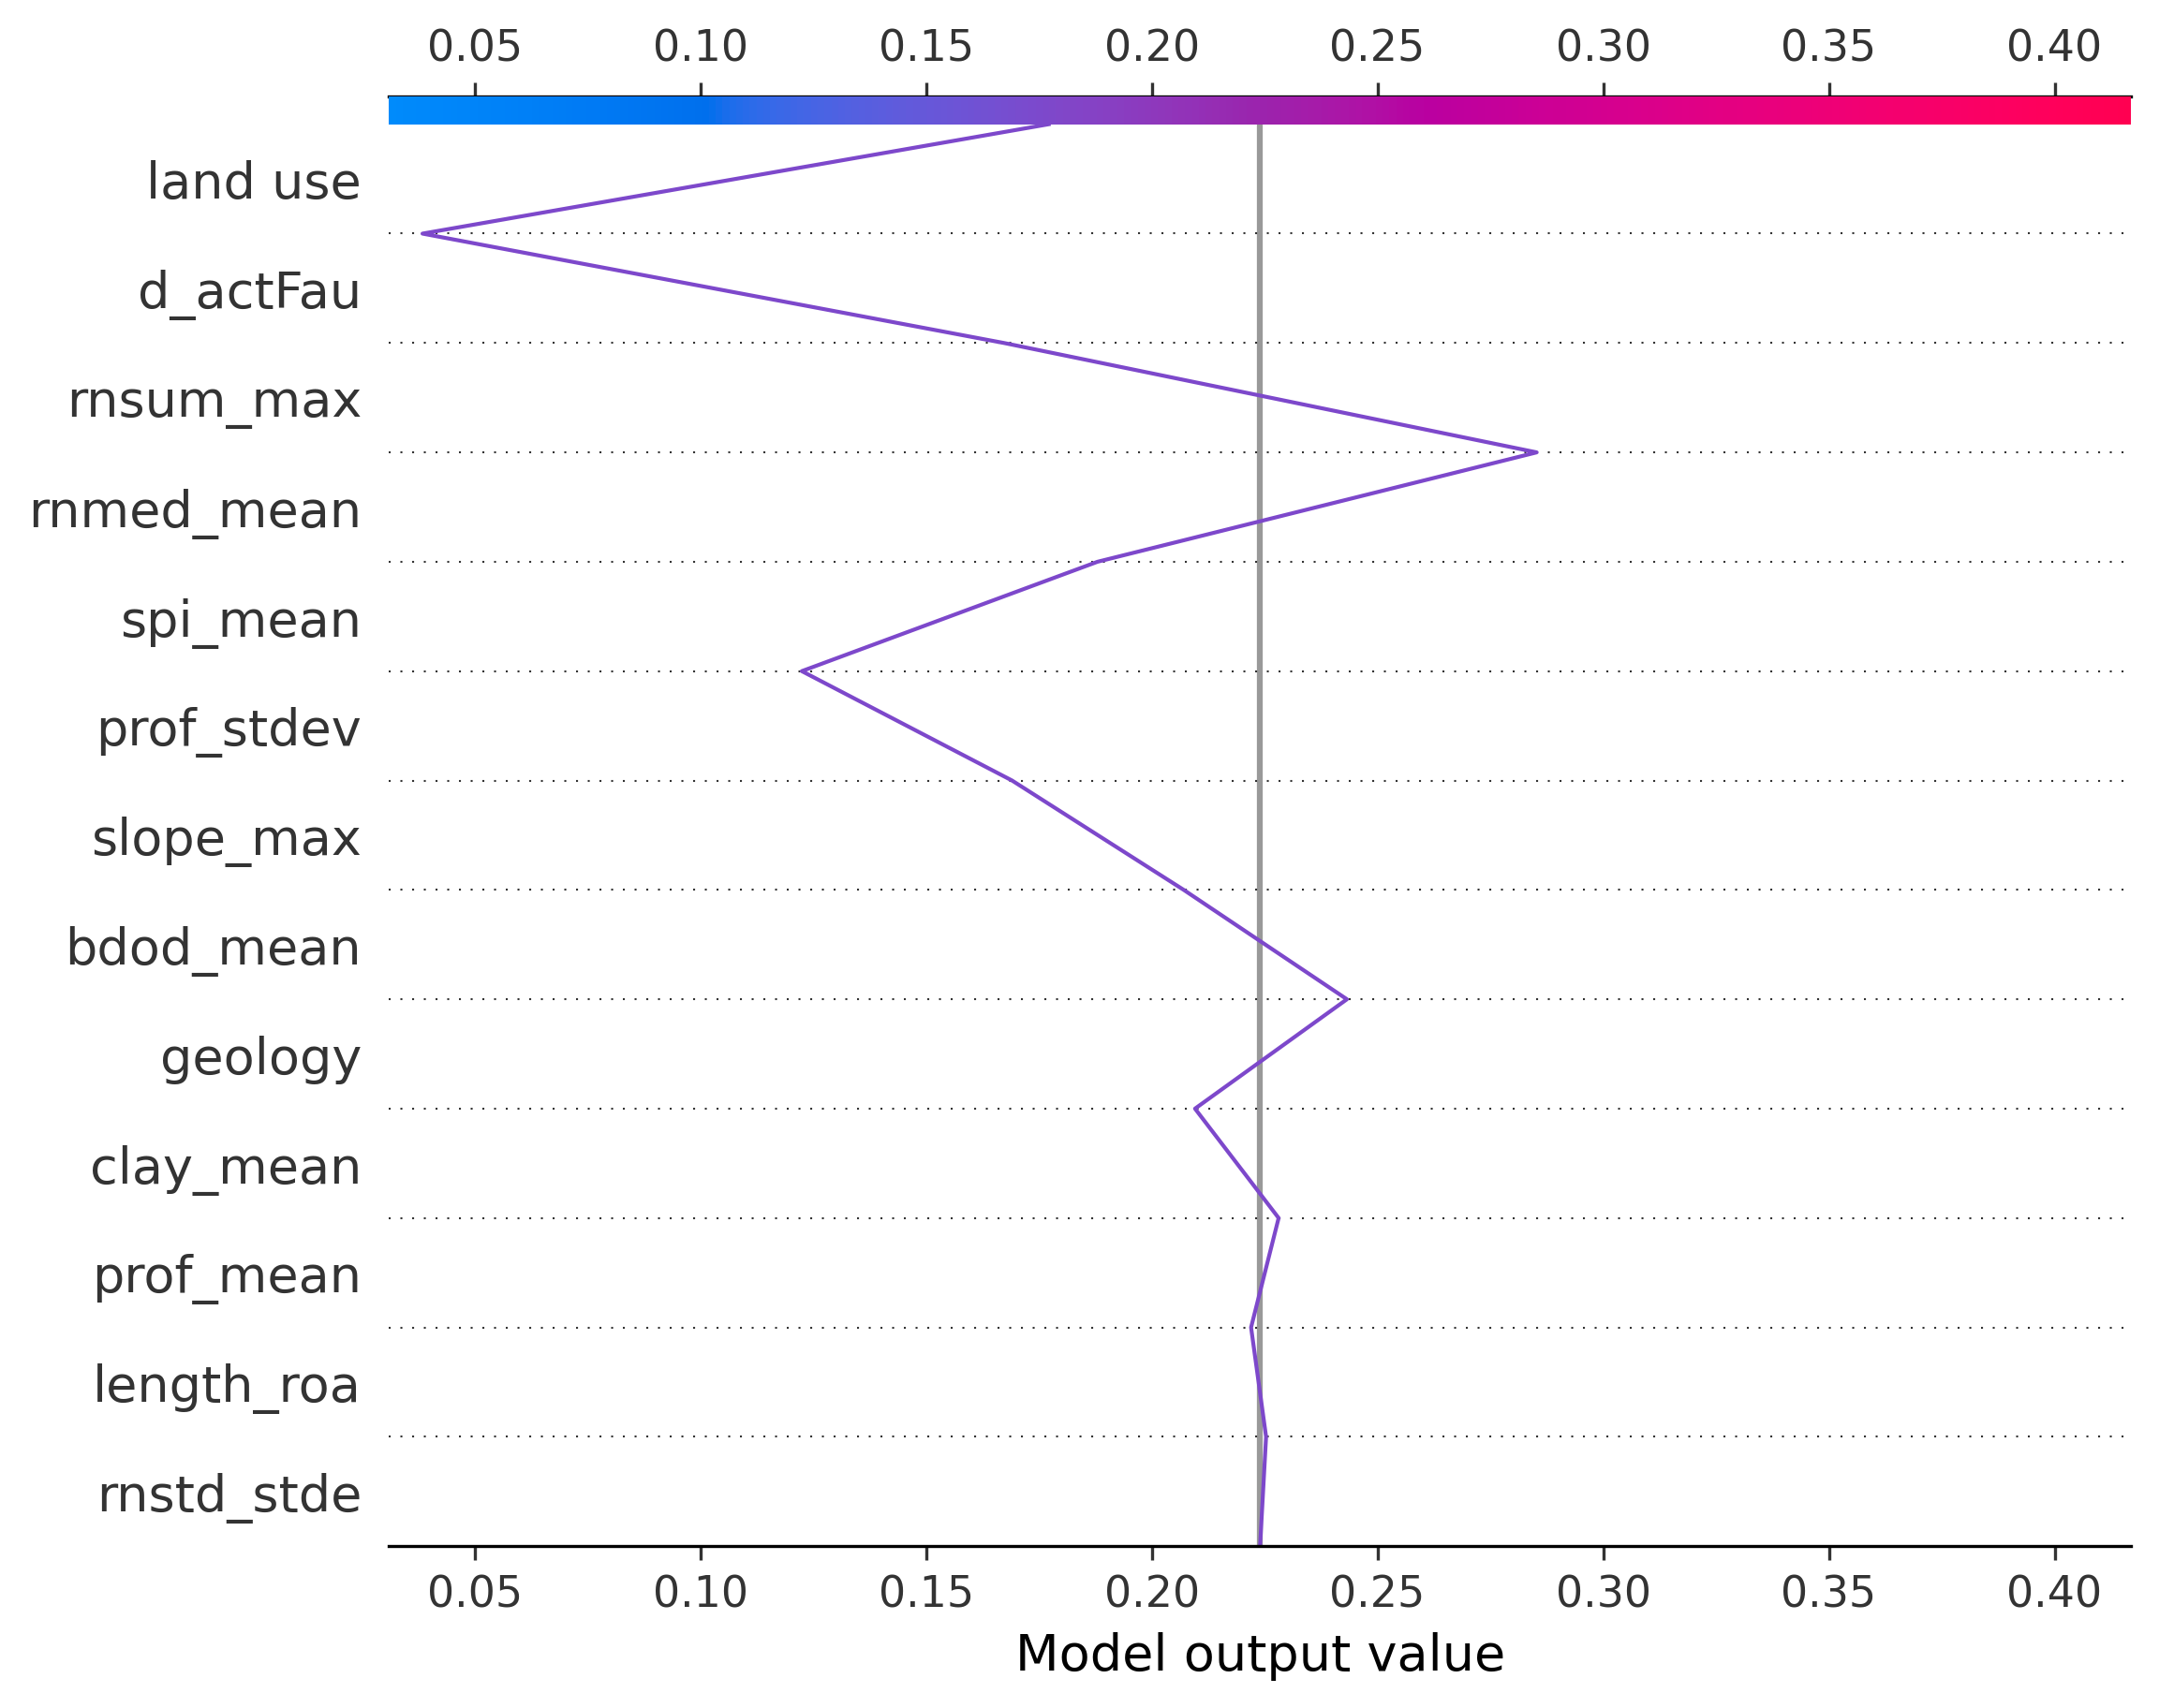 0.05 0.10 0.15 0.20 0.25 0.30 0.35 0.40
land use
d_actFau
rnsum_max
rnmed_mean
spi_mean
prof_stdev
slope_max
bdod_mean
geology
clay_mean
prof_mean
length_roa
rnstd_stde
0.05 0.10 0.15 0.20 0.25 0.30 0.35 0.40
Model output value